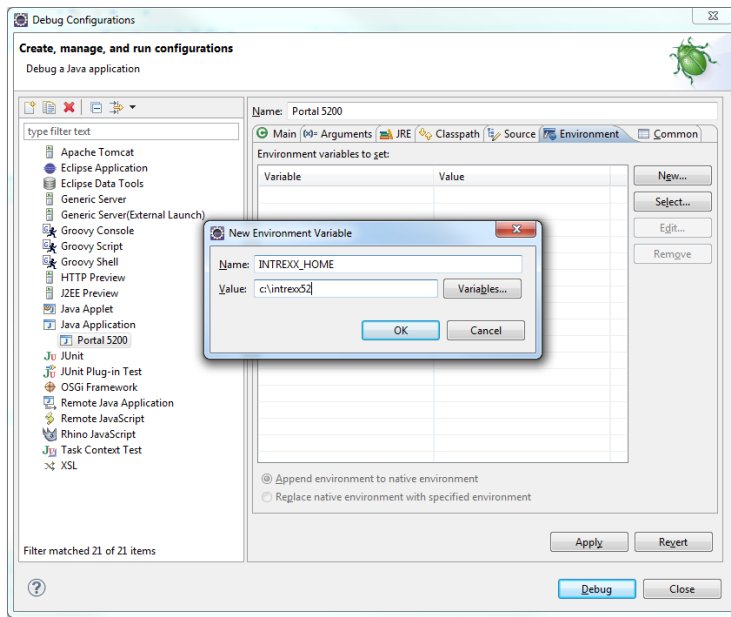 Debug Configurations
Create, manage, and run configurations
Debug a Java application
type filter text
Apache Tomcat
Eclipse Application
Eclipse Data Tools
Generic Server
Generic Server(External Launch)
Groovy Console
Groovy Script
Groovy Shell
HTTP Preview
J2EE Preview
Java Applet
Java Application
Portal 5200
JUnit
JUnit Plug-in Test
OSGi Framework
Remote Java Application
Remote JavaScript
Rhino JavaScript
Task Context Test
XSL
Filter matched 21 of 21 items
Name: Portal 5200
Main (x)= Arguments JRE Classpath Source Environment Common
Environment variables to set:
Variable Value
New...
Select...
Edit...
Remove
New Environment Variable
Name: INTREXX_HOME
Value: c:\intrexx52 Variables...
OK Cancel
Append environment to native environment
Replace native environment with specified environment
Apply Revert
Debug Close